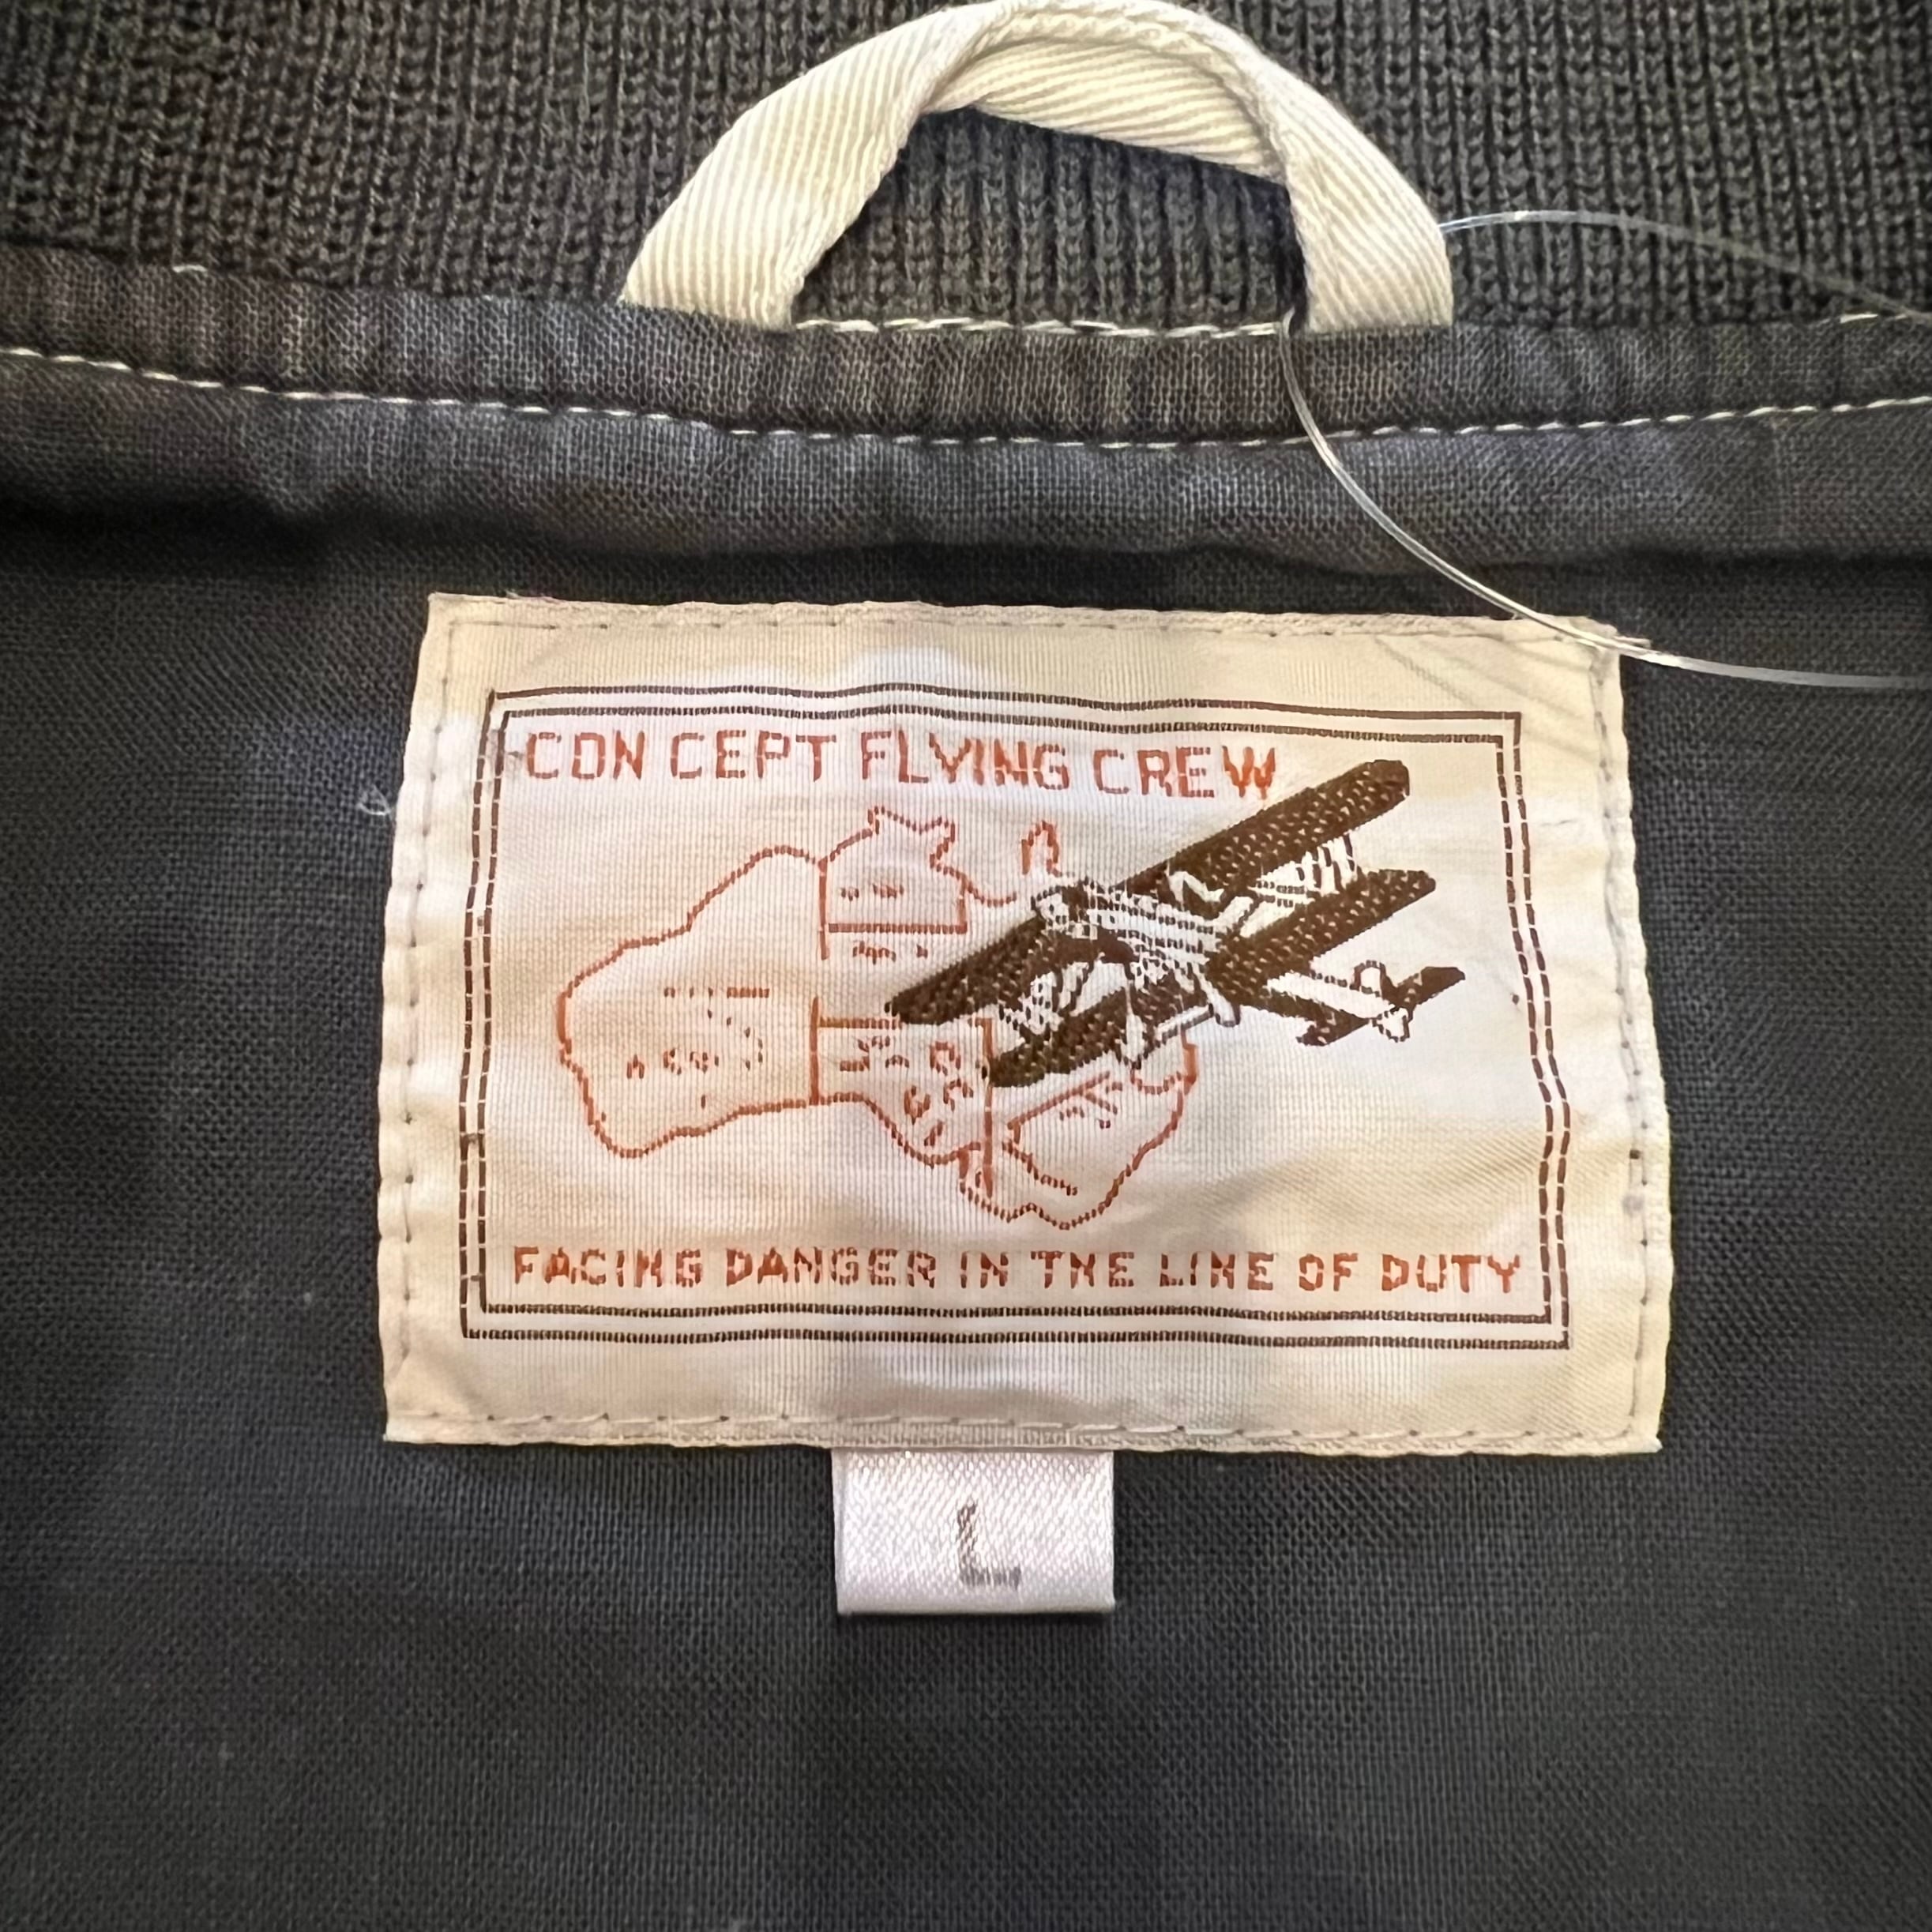 CON CEPT FLYING CREW
FACING DANGER IN THE LINE OF DUTY
L